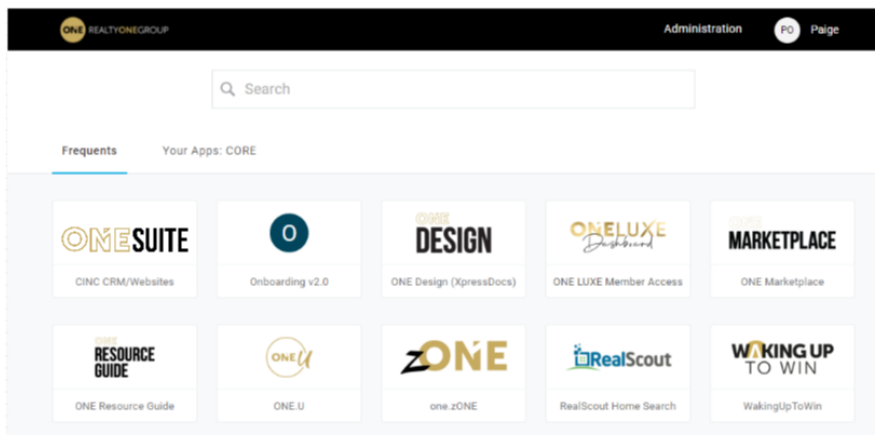 ONE REALTYONEGROUP
Administration
PO
Paige
Search
Frequents
Your Apps: CORE
ONESUITE
CINC CRM/Websites
O
Onboarding v2.0
ONE
DESIGN
ONE Design (XpressDocs)
ONELUXE
Dashboard
ONE LUXE Member Access
ONE
MARKETPLACE
ONE Marketplace
ONE
RESOURCE
GUIDE
ONE Resource Guide
ONE U
ONE.U
zONE
one.zONE
RealScout
RealScout Home Search
WAKING UP
TO WIN
WakingUpToWin